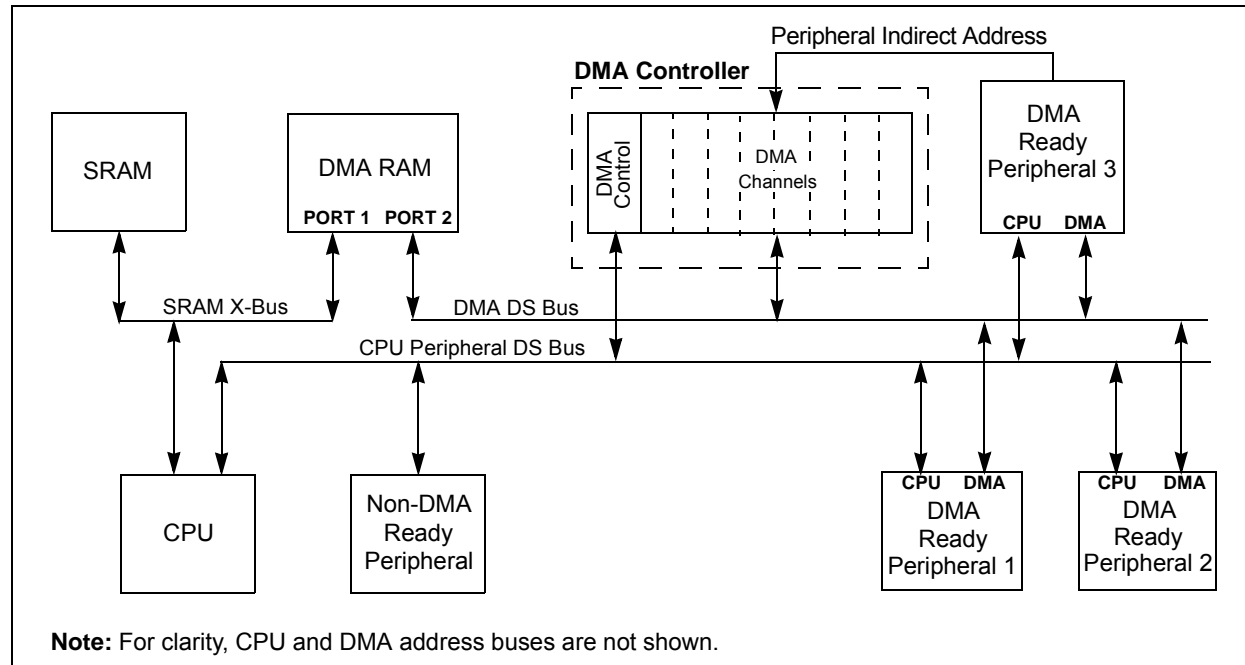 Peripheral Indirect Address
DMA Controller
SRAM
DMA RAM
PORT 1 PORT 2
DMA
Control
DMA
Channels
DMA
Ready
Peripheral 3
CPU DMA
SRAM X-Bus
DMA DS Bus
CPU Peripheral DS Bus
CPU
Non-DMA
Ready
Peripheral
CPU DMA
DMA
Ready
Peripheral 1
CPU DMA
DMA
Ready
Peripheral 2
Note: For clarity, CPU and DMA address buses are not shown.